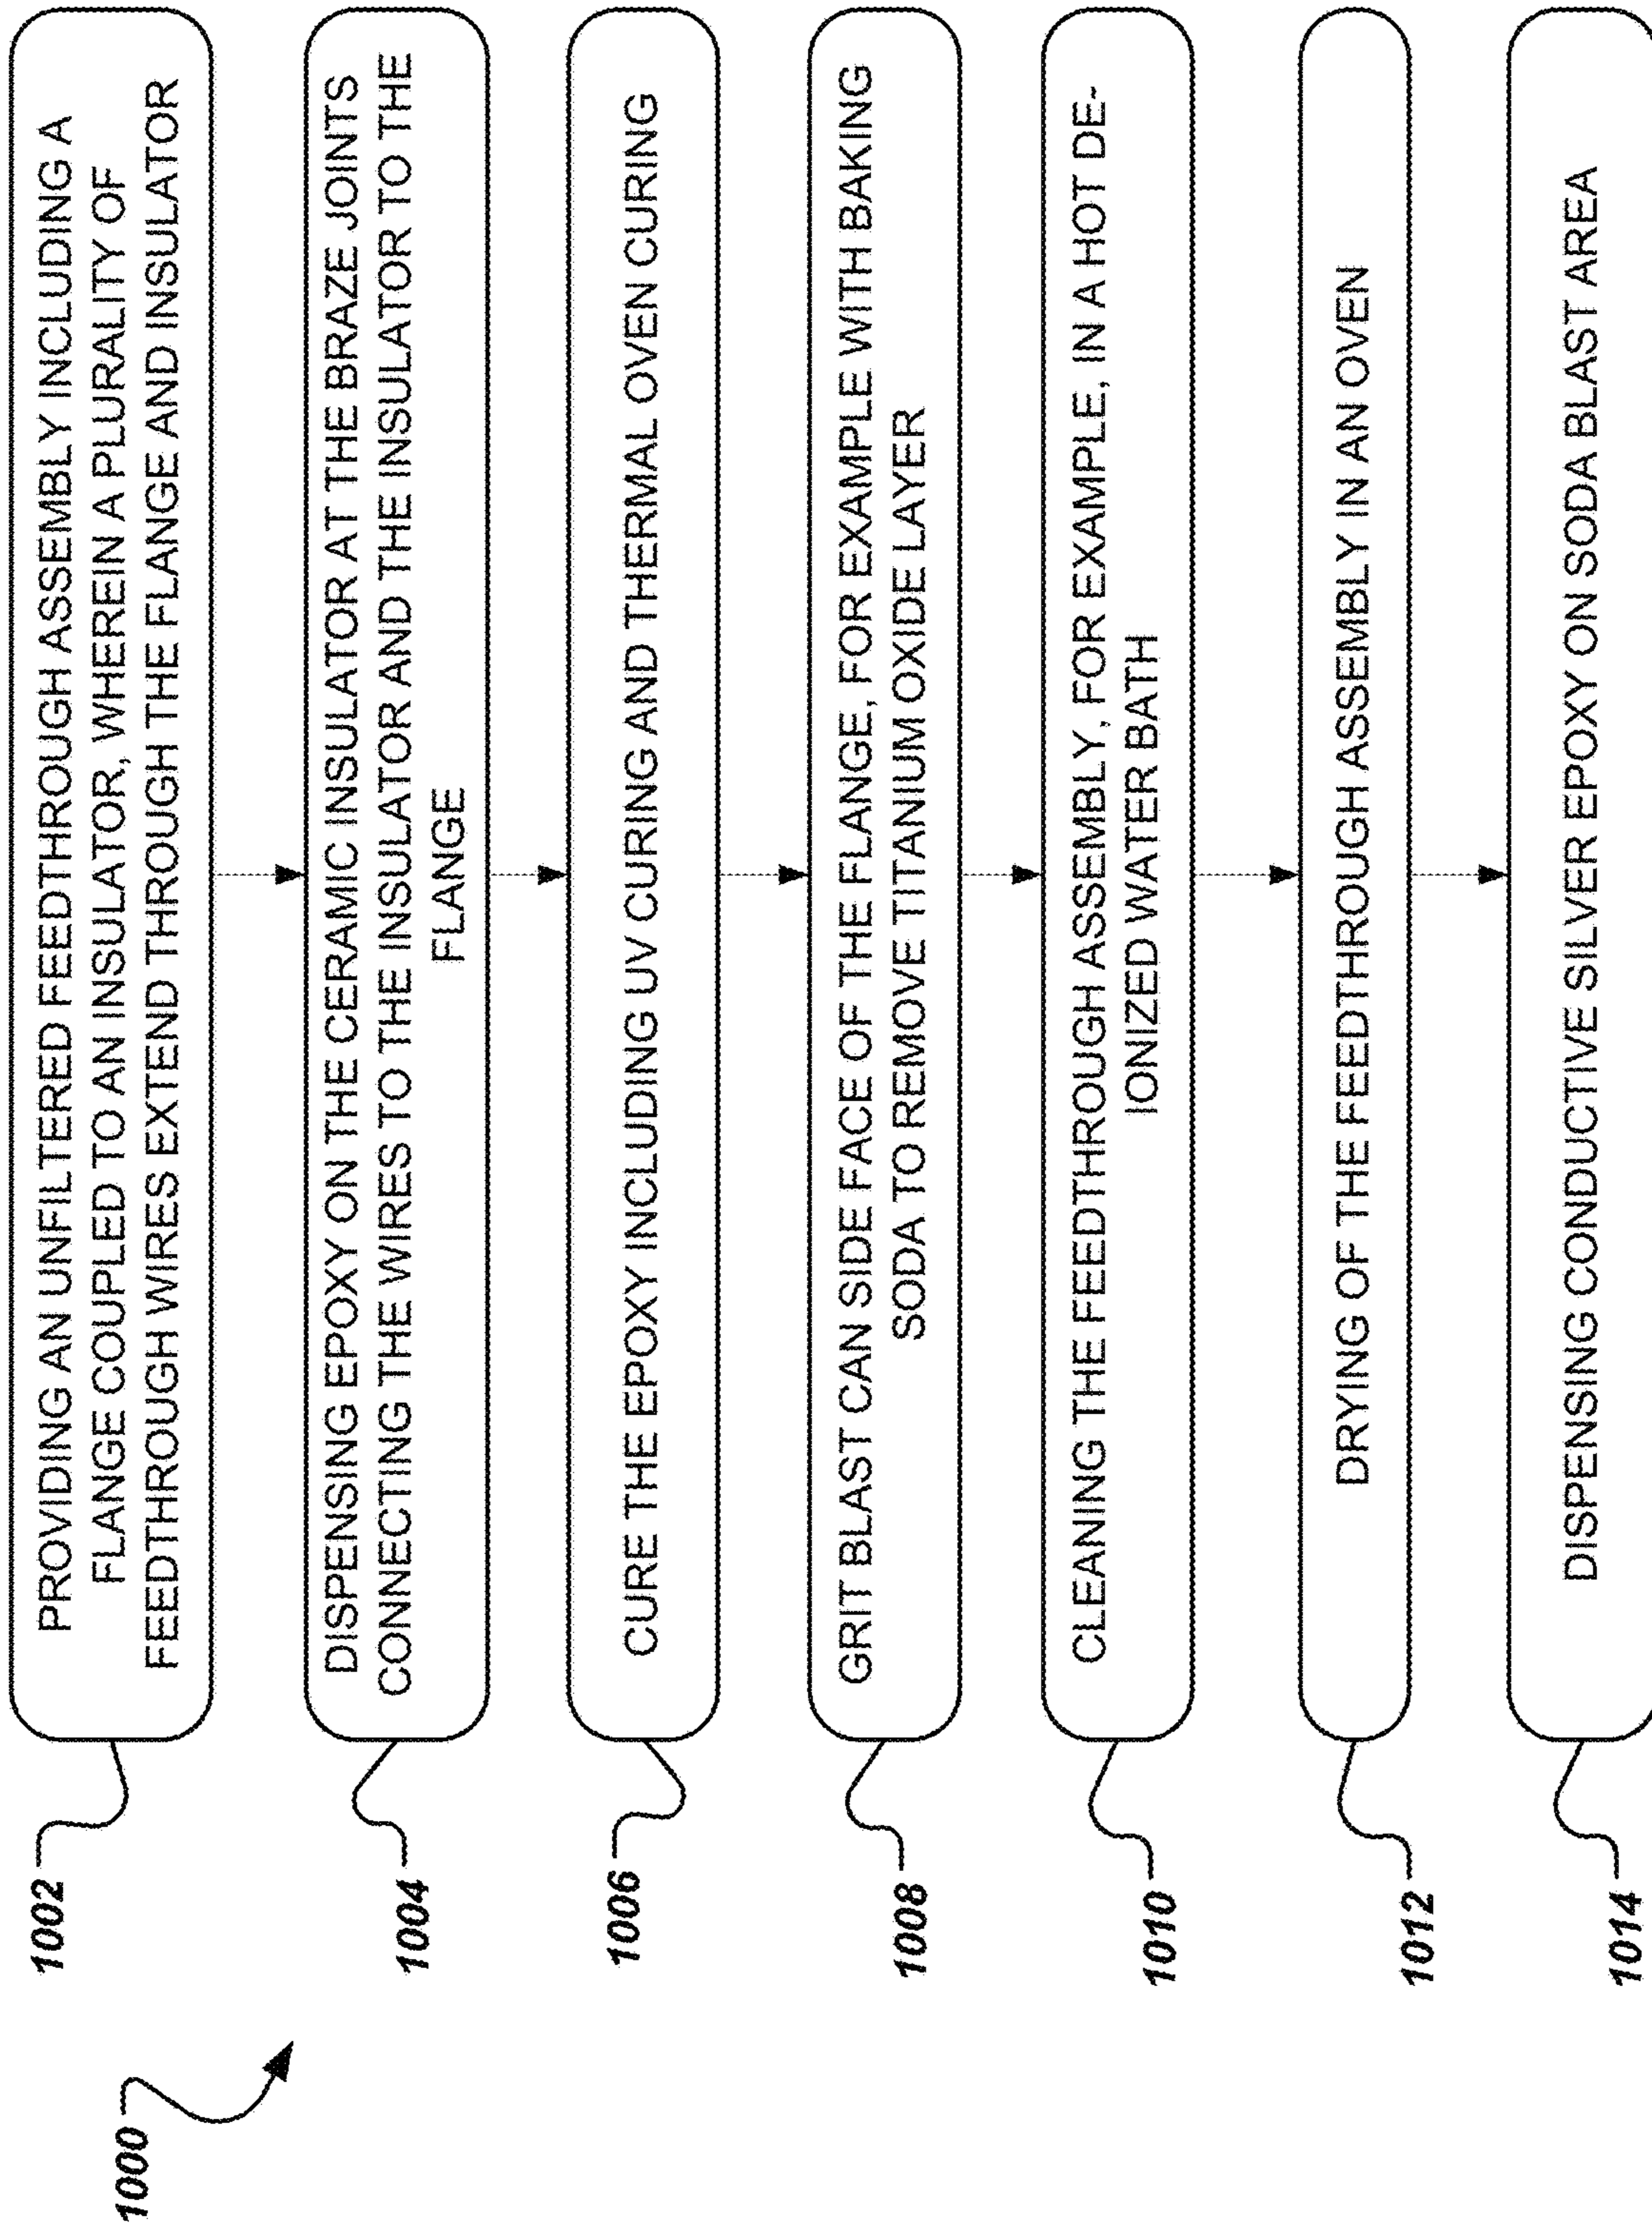 1000
1002
PROVIDING AN UNFILTERED FEEDTHROUGH ASSEMBLY INCLUDING A
FLANGE COUPLED TO AN INSULATOR, WHEREIN A PLURALITY OF
FEEDTHROUGH WIRES EXTEND THROUGH THE FLANGE AND INSULATOR
1004
DISPENSING EPOXY ON THE CERAMIC INSULATOR AT THE BRAZE JOINTS
CONNECTING THE WIRES TO THE INSULATOR AND THE INSULATOR TO THE
FLANGE
1006
CURE THE EPOXY INCLUDING UV CURING AND THERMAL OVEN CURING
1008
GRIT BLAST CAN SIDE FACE OF THE FLANGE, FOR EXAMPLE WITH BAKING
SODA TO REMOVE TITANIUM OXIDE LAYER
1010
CLEANING THE FEEDTHROUGH ASSEMBLY, FOR EXAMPLE, IN A HOT DE-
IONIZED WATER BATH
1012
DRYING OF THE FEEDTHROUGH ASSEMBLY IN AN OVEN
1014
DISPENSING CONDUCTIVE SILVER EPOXY ON SODA BLAST AREA